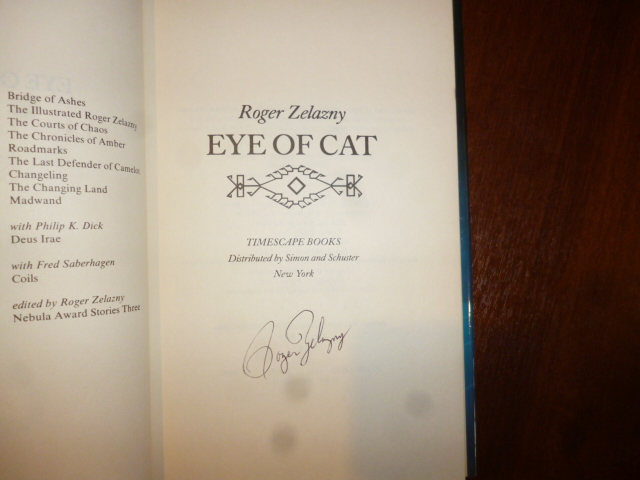 Bridge of Ashes
The Illustrated Roger Zelazny
The Courts of Chaos
The Chronicles of Amber
Roadmarks
The Last Defender of Camelot
Changeling
The Changing Land
Madwand
with Philip K. Dick
Deus Irae
with Fred Saberhagen
Coils
edited by Roger Zelazny
Nebula Award Stories Three
Roger Zelazny
EYE OF CAT
TIMESCAPE BOOKS
Distributed by Simon and Schuster
New York
Roger Zelazny